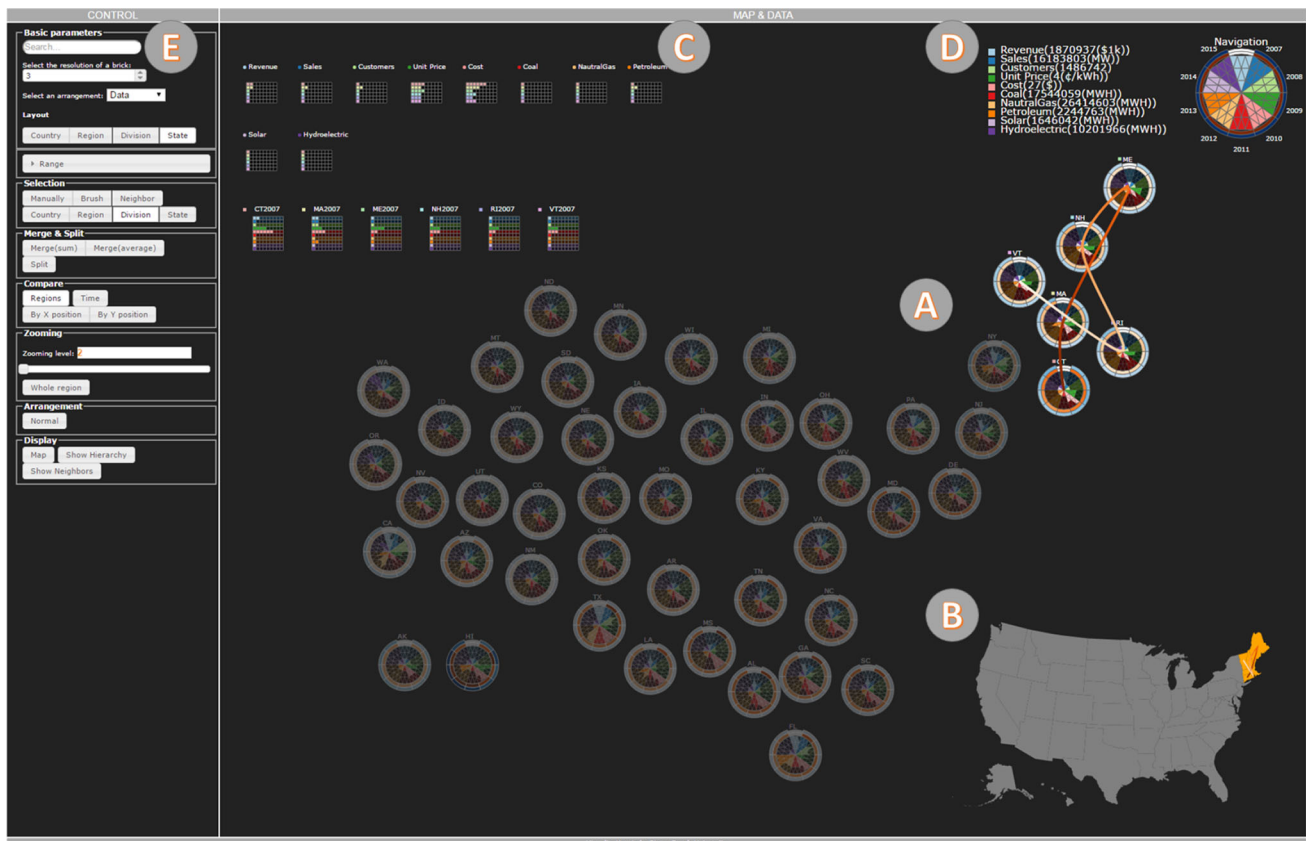 CONTROL
MAP & DATA
Basic parameters
Search...
E
Select the resolution of a brick:
3
Select an arrangement: Data
Layout
Country Region Division State
Range
Selection
Manually Brush Neighbor
Country Region Division State
Merge & Split
Merge(sum) Merge(average)
Split
Compare
Regions Time
By X position By Y position
Zooming
Zooming level: 2
Whole region
Arrangement
Normal
Display
Map Show Hierarchy
Show Neighbors
C
Revenue Sales Customers Unit Price Cost Coal NautralGas Petroleum
Solar Hydroelectric
CT2007 MA2007 ME2007 NH2007 RI2007 VT2007
D
Revenue(1870937($1k))
Sales(16183803(MW))
Customers(1486742)
Unit Price(4(¢/kWh)
Cost(27($))
Coal(17544059(MWH))
NautralGas(26414603(MWH))
Petroleum(2244763(MWH))
Solar(1646042(MWH))
Hydroelectric(10201966(MWH))
Navigation
2015 2007
2014 2008
2013 2009
2012 2010
2011
ME
NH
VT
A
MA
RI
CT
ND
MN
WI MI
MT
SD
NY
WA
IA
ID WY NE IL IN OH PA NJ
OR
NV UT CO KS MO KY WV MD DE
CA AZ NM OK VA
AR TN NC
TX
AK HI LA MS AL GA SC
FL
B